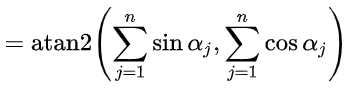 = atan2(∑_{j=1}^{n} sin α_j, ∑_{j=1}^{n} cos α_j)